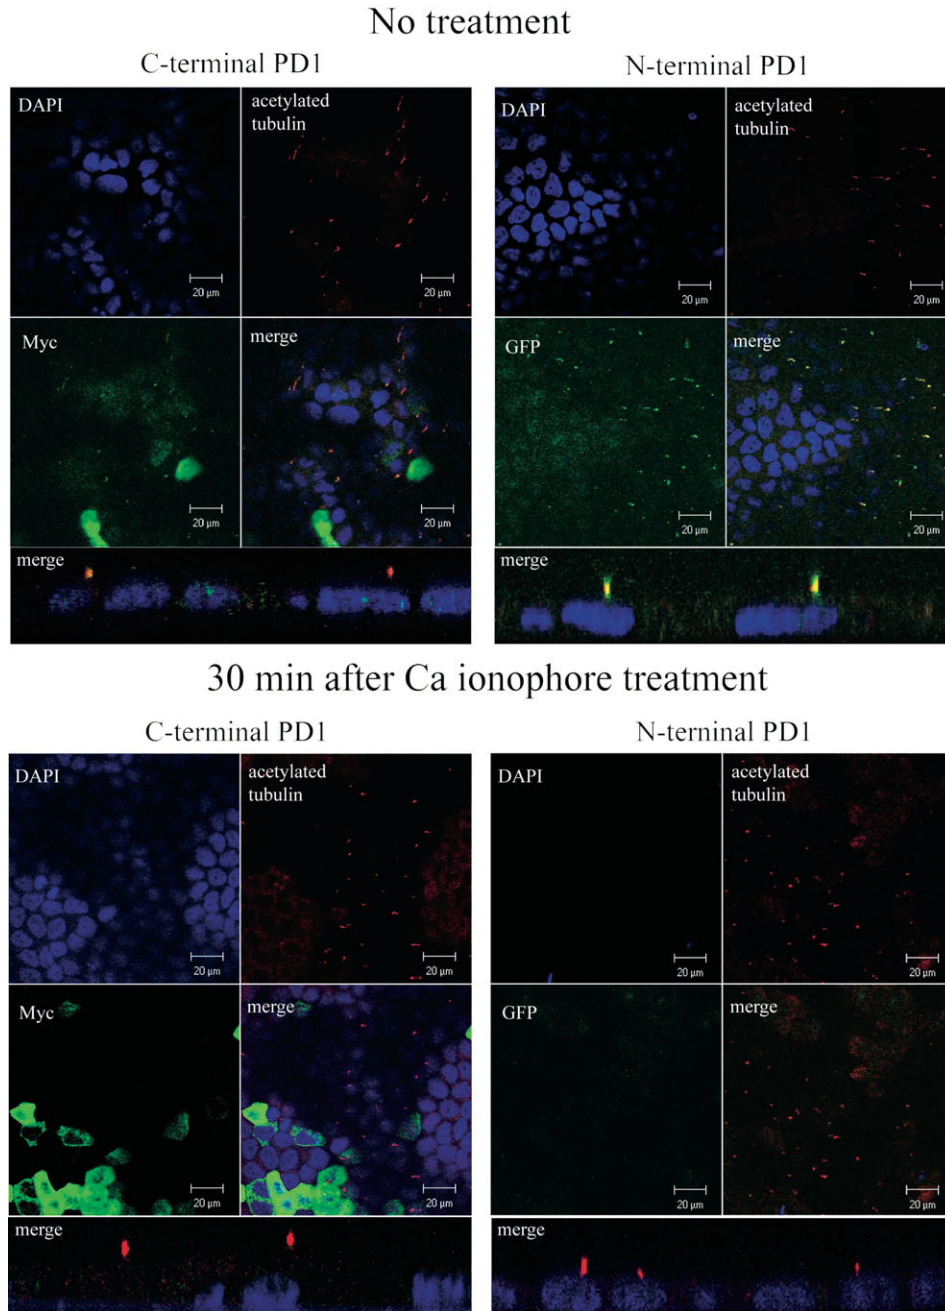 No treatment
C-terminal PD1
N-terminal PD1
DAPI
acetylated
tubulin
20 µm
20 µm
DAPI
acetylated
tubulin
20 µm
20 µm
Myc
merge
20 µm
20 µm
GFP
merge
20 µm
20 µm
merge
merge
30 min after Ca ionophore treatment
C-terminal PD1
N-terninal PD1
DAPI
acetylated
tubulin
20 µm
20 µm
DAPI
acetylated
tubulin
20 µm
20 µm
Myc
merge
20 µm
20 µm
GFP
merge
20 µm
20 µm
merge
merge